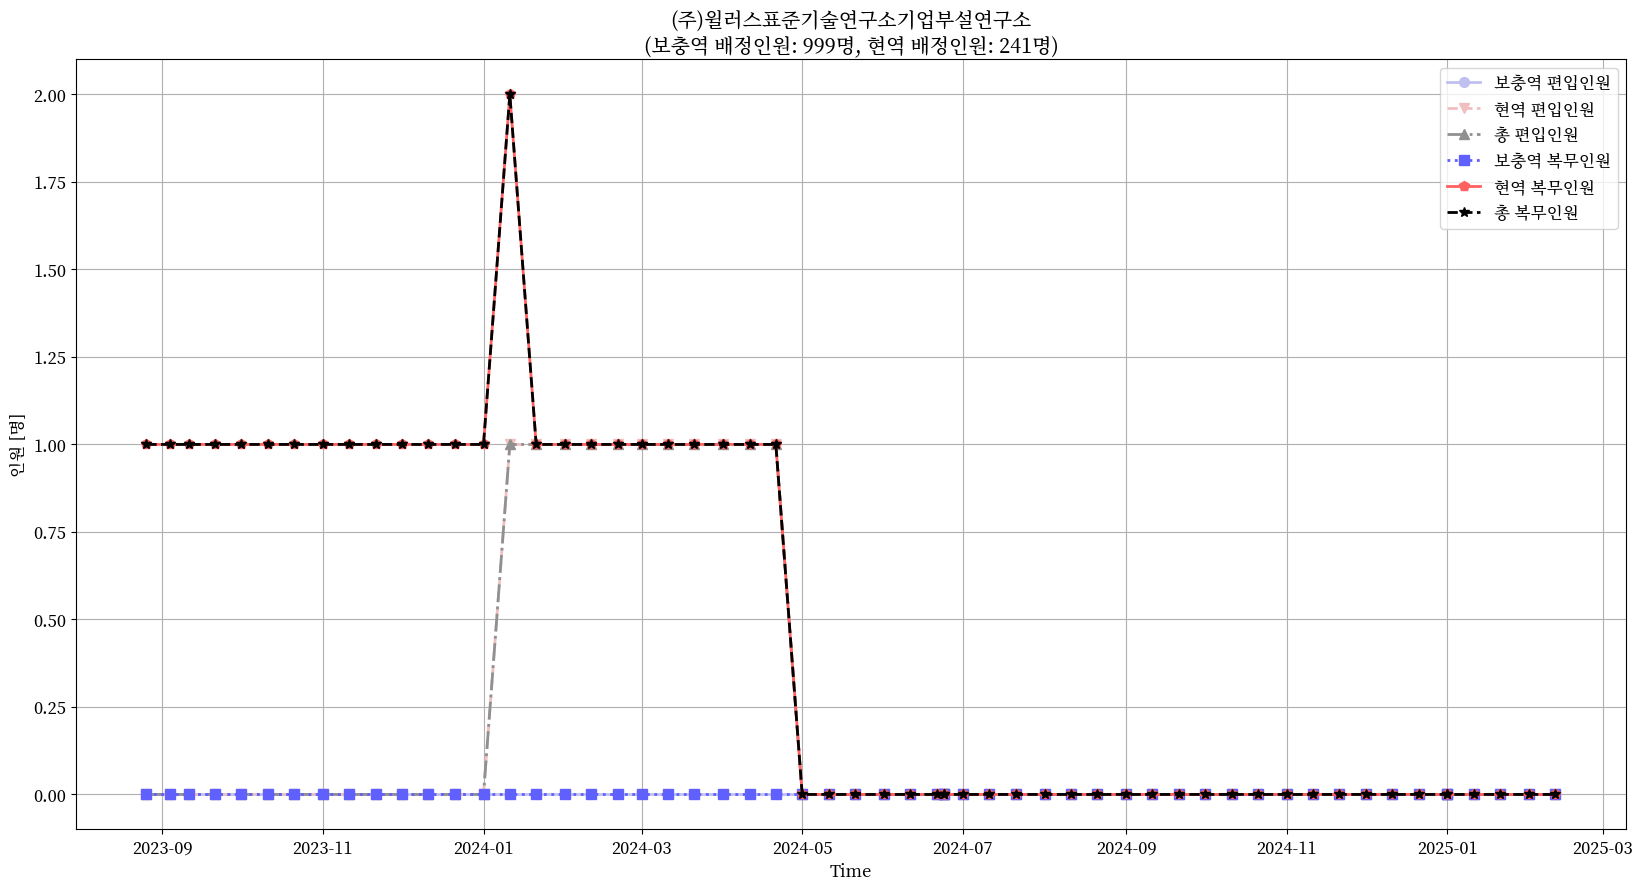 (주)윌러스표준기술연구소기업부설연구소
(보충역 배정인원: 999명, 현역 배정인원: 241명)
보충역 편입인원
현역 편입인원
총 편입인원
보충역 복무인원
현역 복무인원
총 복무인원
인원 [명]
2.00
1.75
1.50
1.25
1.00
0.75
0.50
0.25
0.00
2023-09
2023-11
2024-01
2024-03
2024-05
2024-07
2024-09
2024-11
2025-01
2025-03
Time